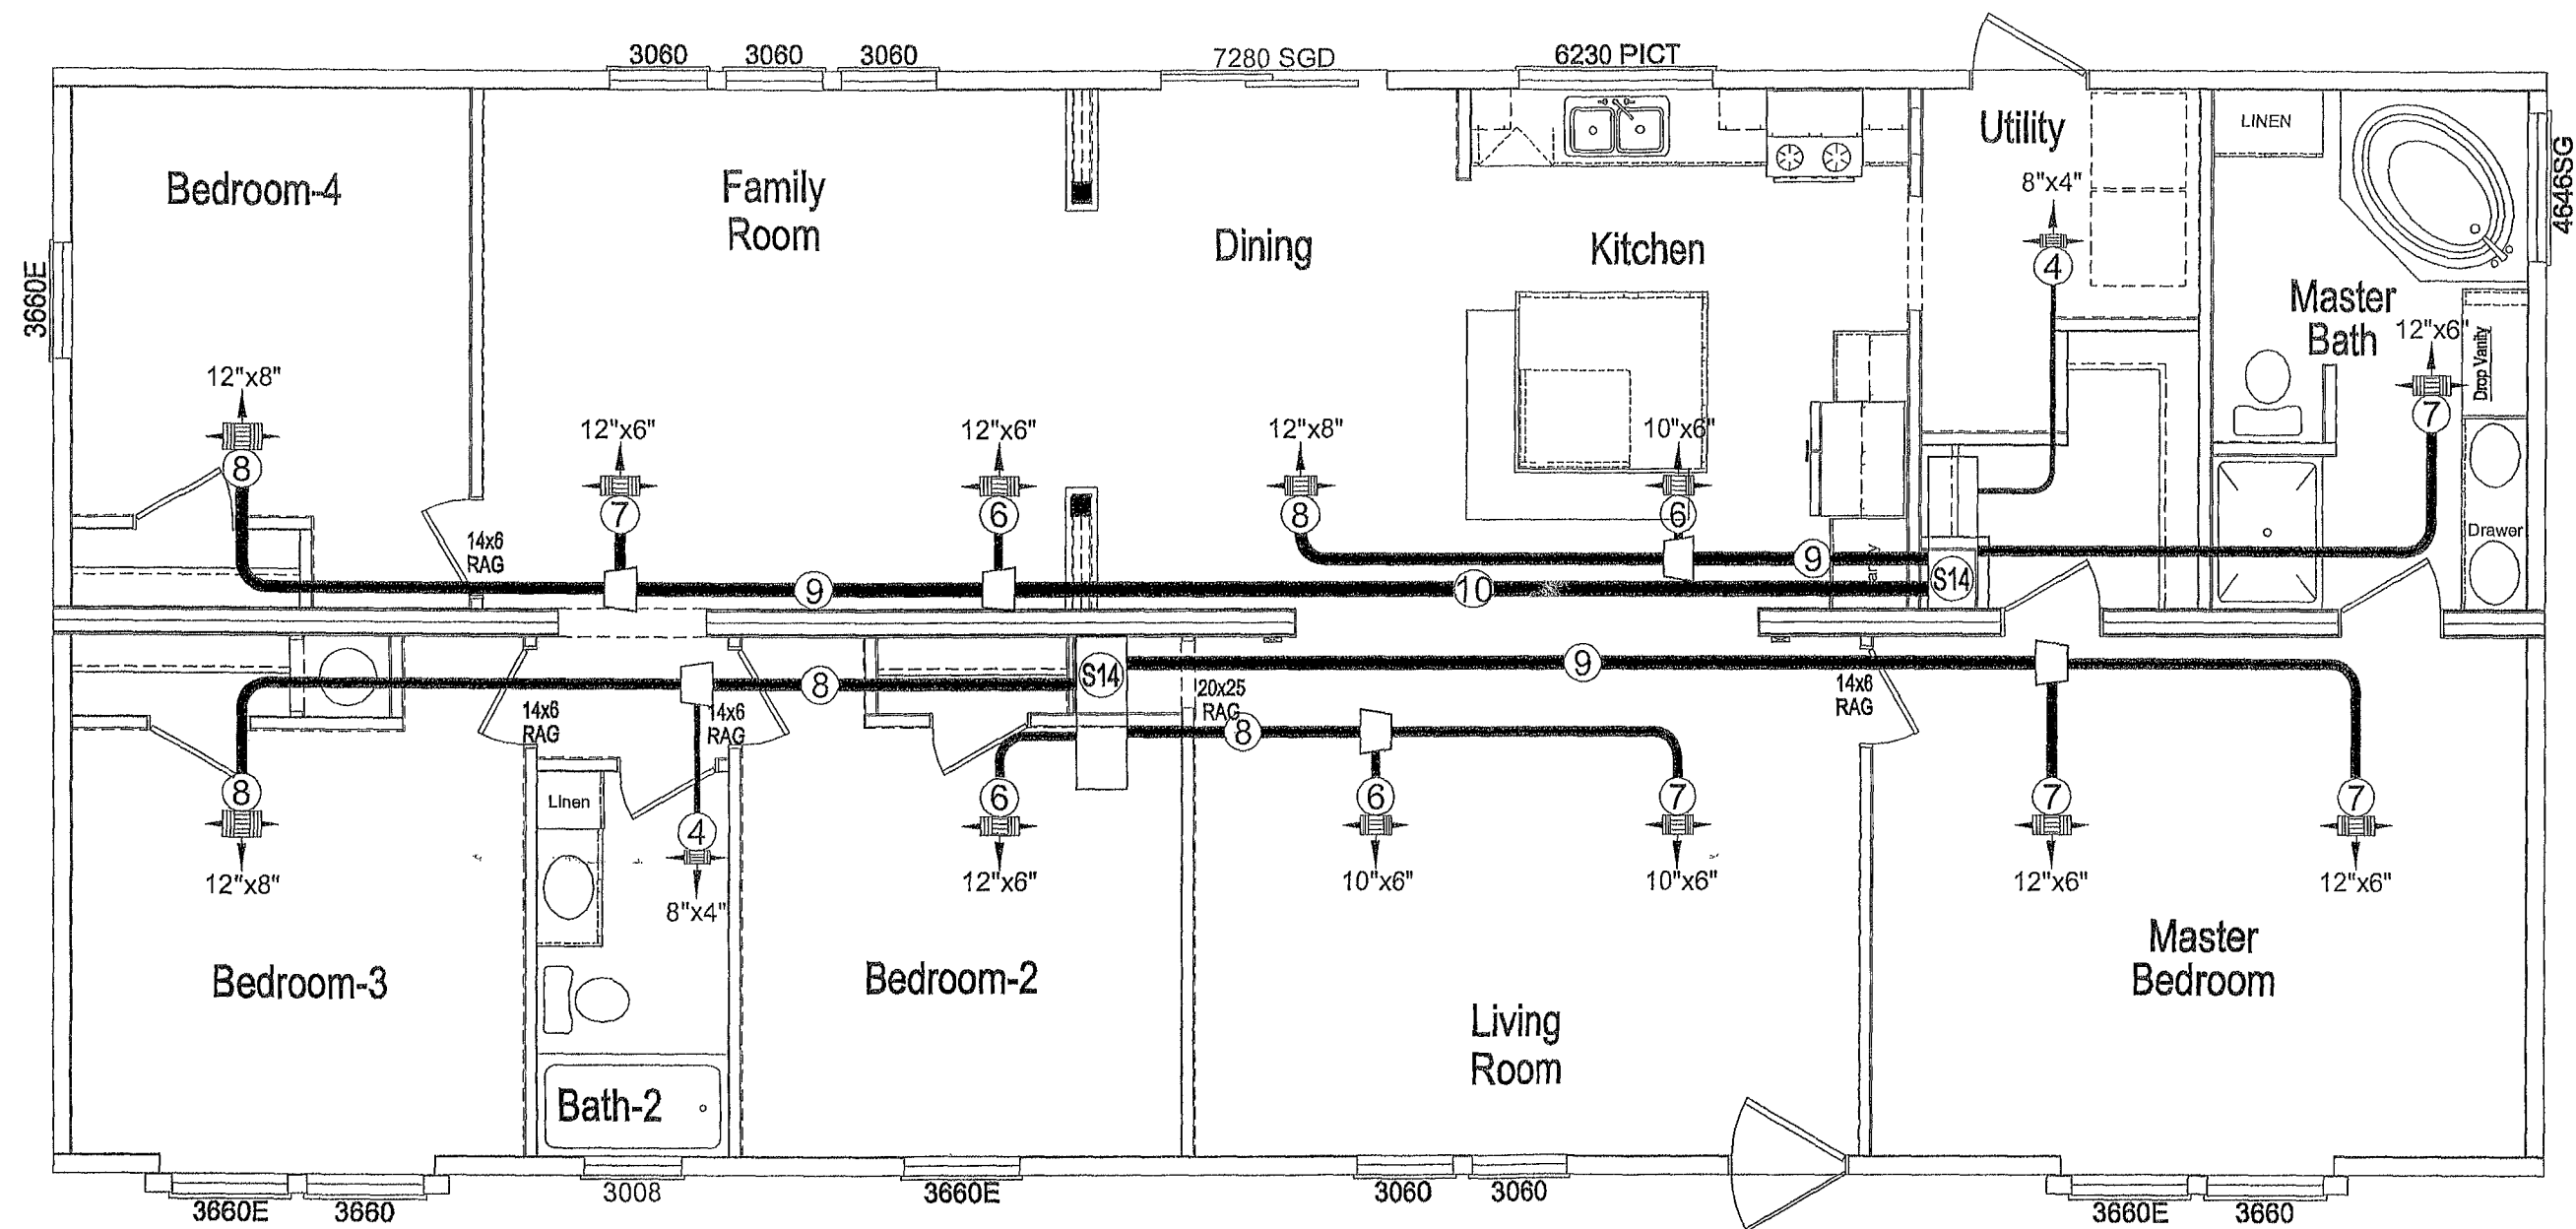 3060
3060
3060
7280 SGD
6230 PICT
Utility
LINEN
8"x4"
4646SG
Bedroom-4
Family
Room
Dining
Kitchen
4
Master
Bath
12"x6"
Drop Vanity
3660E
12"x8"
12"x6"
12"x6"
12"x8"
10"x6"
7
8
7
6
8
6
14x6
RAG
Drawer
9
10
9
S14
8
S14
20x25
RAG
9
14x6
RAG
14x6
RAG
14x6
RAG
8
8
6
6
7
7
7
Linen
4
12"x8"
8"x4"
12"x6"
10"x6"
10"x6"
12"x6"
12"x6"
Bedroom-3
Bedroom-2
Living
Room
Master
Bedroom
Bath-2
3660E
3660
3008
3660E
3060
3060
3660E
3660